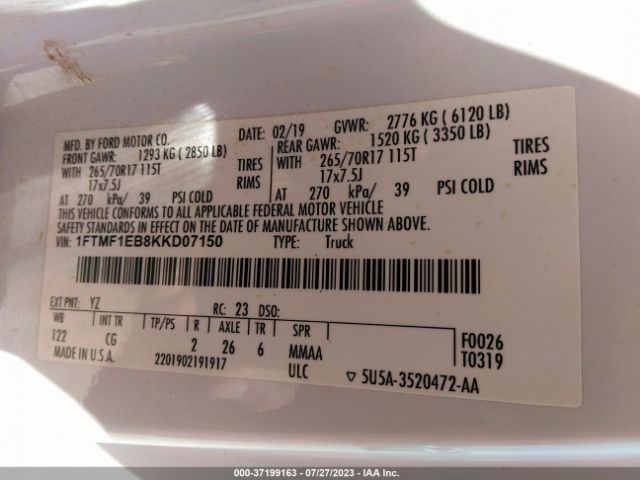 MFD. BY FORD MOTOR CO. DATE: 02/19 GVWR: 2776 KG ( 6120 LB)
FRONT GAWR: 1293 KG ( 2850 LB) REAR GAWR: 1520 KG ( 3350 LB)
WITH 265/70R17 115T TIRES WITH 265/70R17 115T TIRES
17x7.5J RIMS 17x7.5J RIMS
AT 270 kPa/ 39 PSI COLD AT 270 kPa/ 39 PSI COLD
THIS VEHICLE CONFORMS TO ALL APPLICABLE FEDERAL MOTOR VEHICLE
SAFETY STANDARDS IN EFFECT ON THE DATE OF MANUFACTURE SHOWN ABOVE.
VIN: 1FTMF1EB8KKD07150 TYPE: Truck
EXT PNT: YZ RC: 23 DSO:
WB INT TR TP/PS R AXLE TR SPR F0026
122 CG 2 26 6 MMAA T0319
MADE IN U.S.A. 2201902191917 ULC ▽ 5U5A-3520472-AA
000-37199163 - 07/27/2023 - IAA Inc.